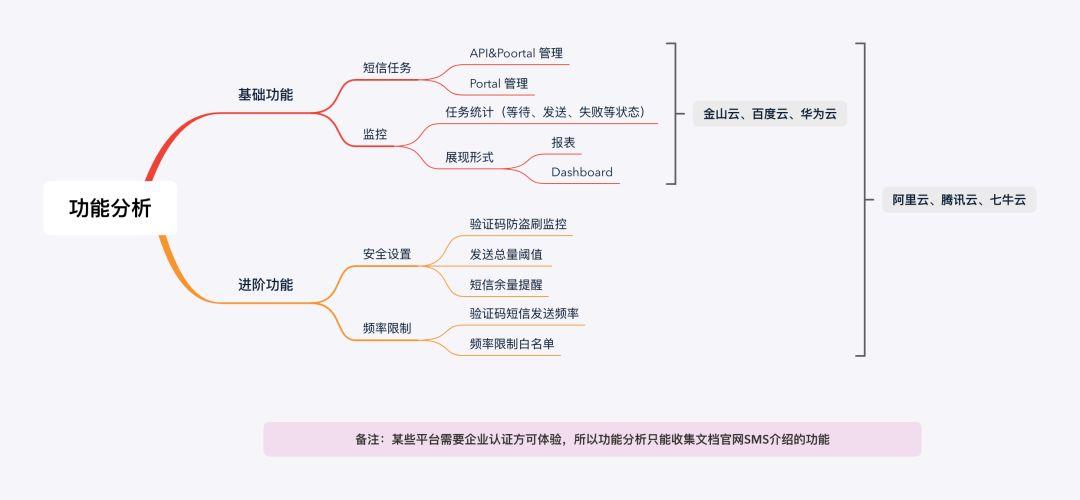 功能分析
基础功能
短信任务
API&Poortal 管理
Portal 管理
监控
任务统计（等待、发送、失败等状态）
展现形式
报表
Dashboard
金山云、百度云、华为云
进阶功能
安全设置
验证码防盗刷监控
发送总量阈值
短信余量提醒
频率限制
验证码短信发送频率
频率限制白名单
阿里云、腾讯云、七牛云
备注：某些平台需要企业认证方可体验，所以功能分析只能收集文档官网SMS介绍的功能